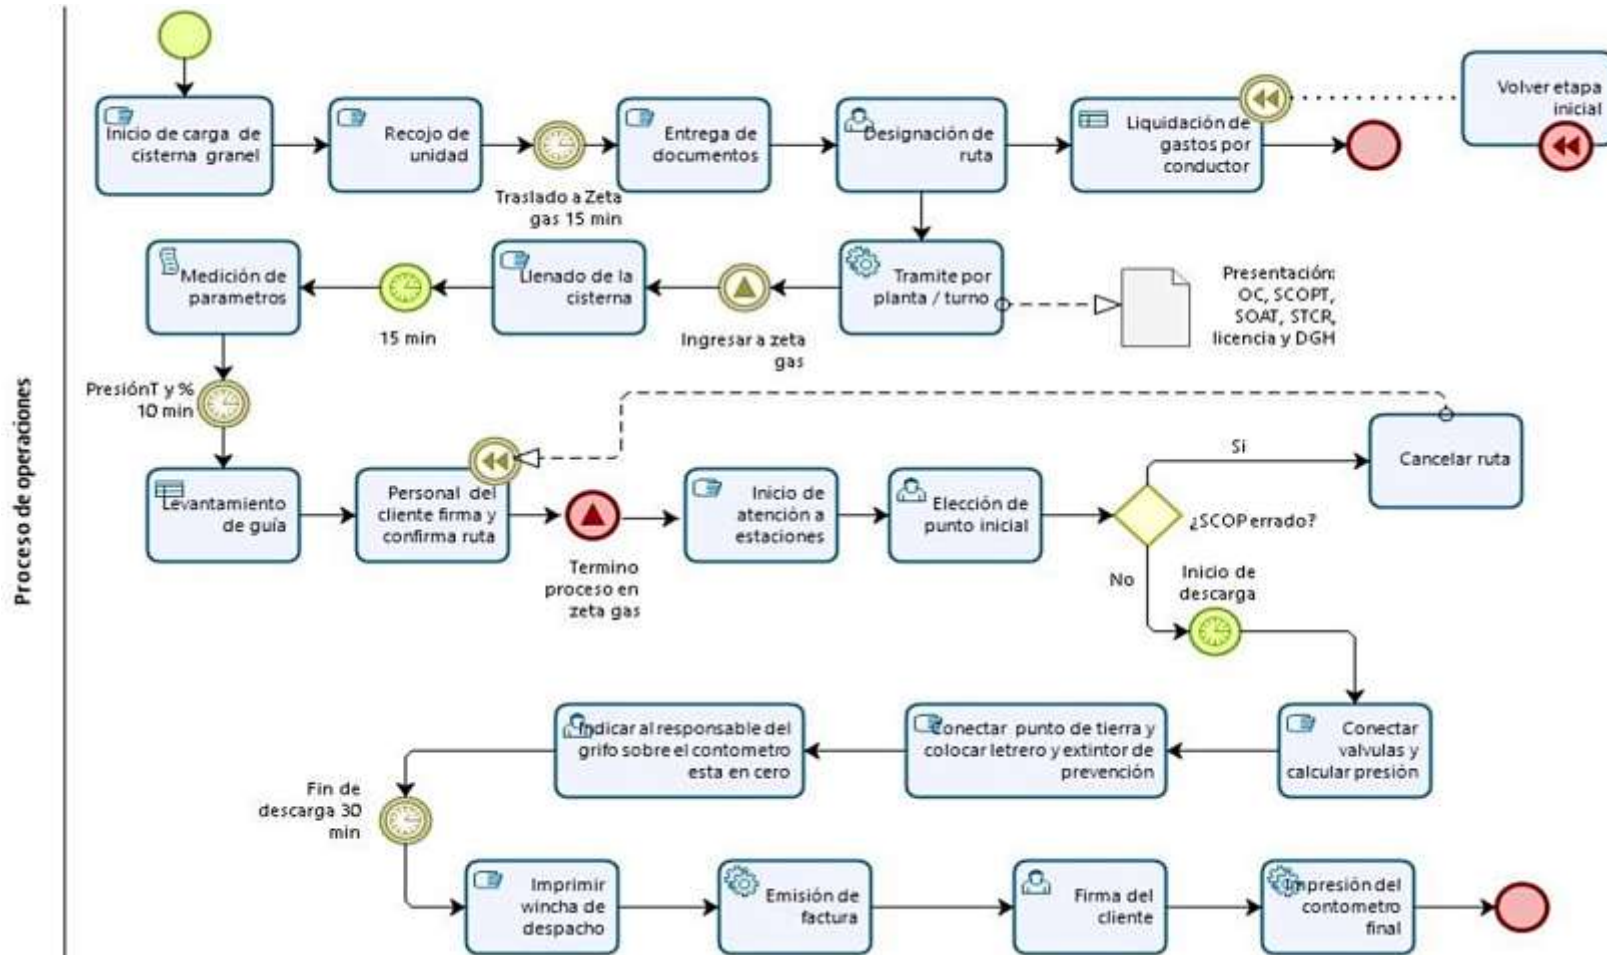 Proceso de operaciones
Inicio de carga de
cisterna granel
Recojo de
unidad
Traslado a Zeta
gas 15 min
Entrega de
documentos
Designación de
ruta
Liquidación de
gastos por
conductor
Volver etapa
inicial
Medición de
parametros
15 min
Llenado de la
cisterna
Ingresar a zeta
gas
Tramite por
planta / turno
Presentación:
OC, SCOPT,
SOAT, STCR,
licencia y DGH
PresiónT y %
10 min
Levantamiento
de guía
Personal del
cliente firma y
confirma ruta
Termino
proceso en
zeta gas
Inicio de
atención a
estaciones
Elección de
punto inicial
¿SCOPerrado?
Si
Cancelar ruta
No
Inicio de
descarga
Indicar al responsable del
grifo sobre el contometro
esta en cero
Conectar punto de tierra y
colocar letrero y extintor de
prevención
Conectar
valvulas y
calcular presión
Fin de
descarga 30
min
Imprimir
wincha de
despacho
Emisión de
factura
Firma del
cliente
Impresión del
contometro
final